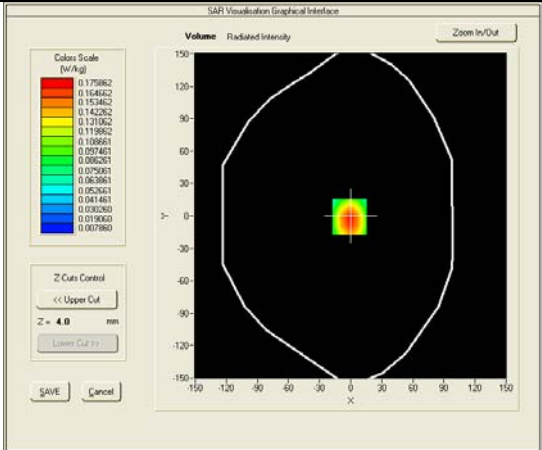 SAR Visualisation Graphical Interface
Volume Radiated Intensity
Zoom In/Out
Colors Scale
(W/kg)
0.175862
0.164662
0.153462
0.142262
0.131062
0.119862
0.108661
0.097461
0.086261
0.075061
0.063861
0.052661
0.041461
0.030260
0.019060
0.007860
Z-Cuts Control
<< Upper Cut
Z = 4.0 mm
Lower Cut >>
SAVE Cancel
150-
120-
90-
60-
30-
Y 0-
-30-
-60-
-90-
-120-
-150-
-150 -120 -90 -60 -30 0 30 60 90 120 150
X